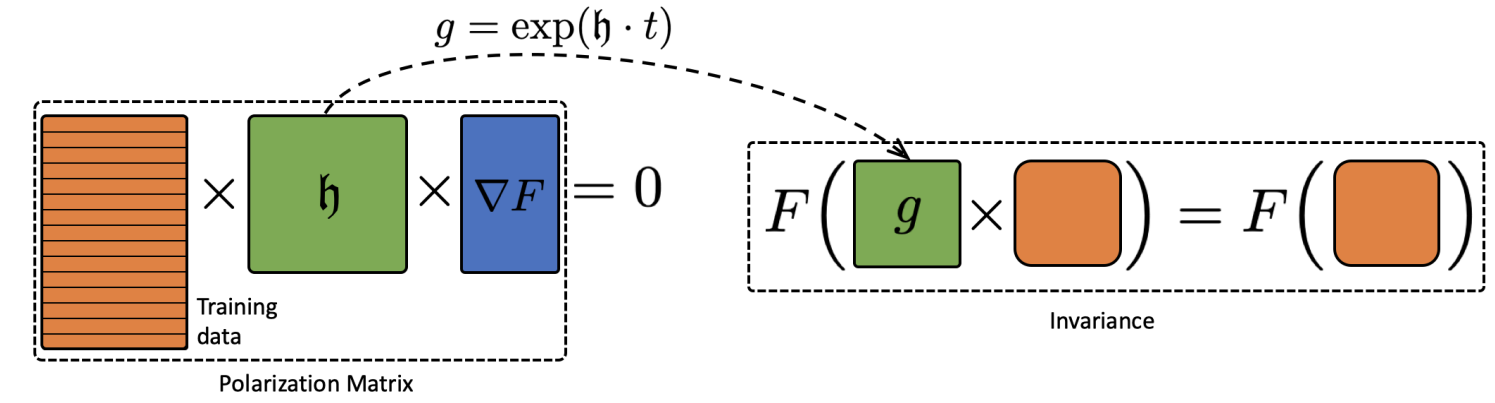 g = exp(𝔥 · t)
× 𝔥 × ∇F = 0
F( g × ) = F( )
Training
data
Invariance
Polarization Matrix